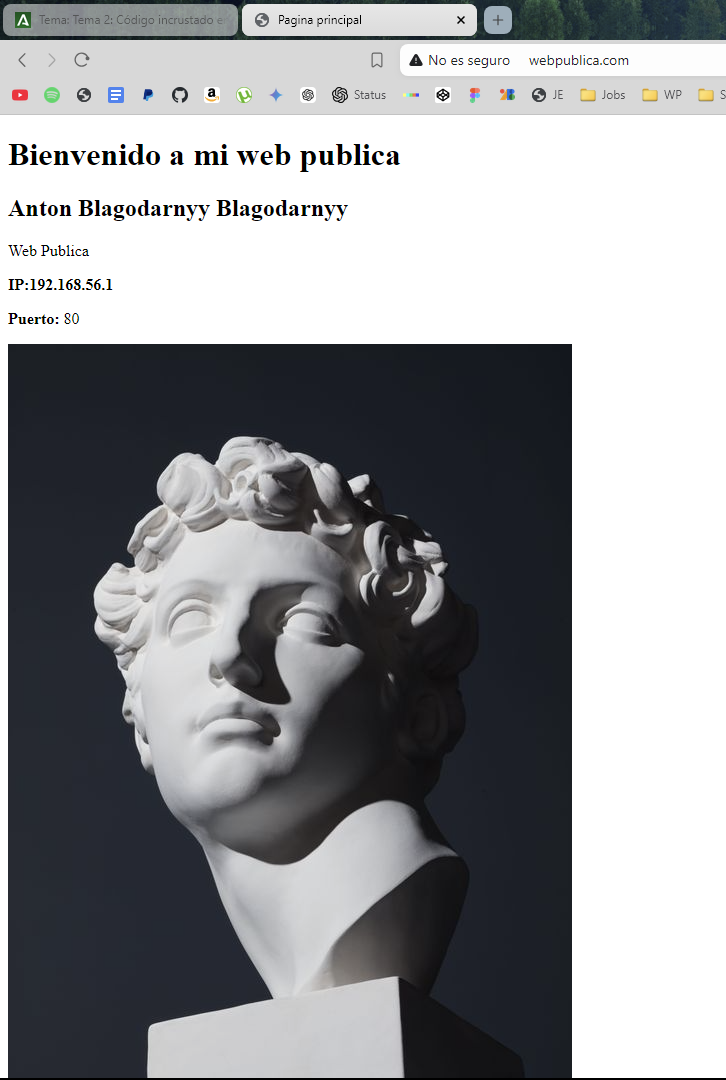 Tema: Tema 2: Código incrustado e
Pagina principal
No es seguro webpublica.com
Status
JE
Jobs
WP
S
Bienvenido a mi web publica
Anton Blagodarnyy Blagodarnyy
Web Publica
IP:192.168.56.1
Puerto: 80